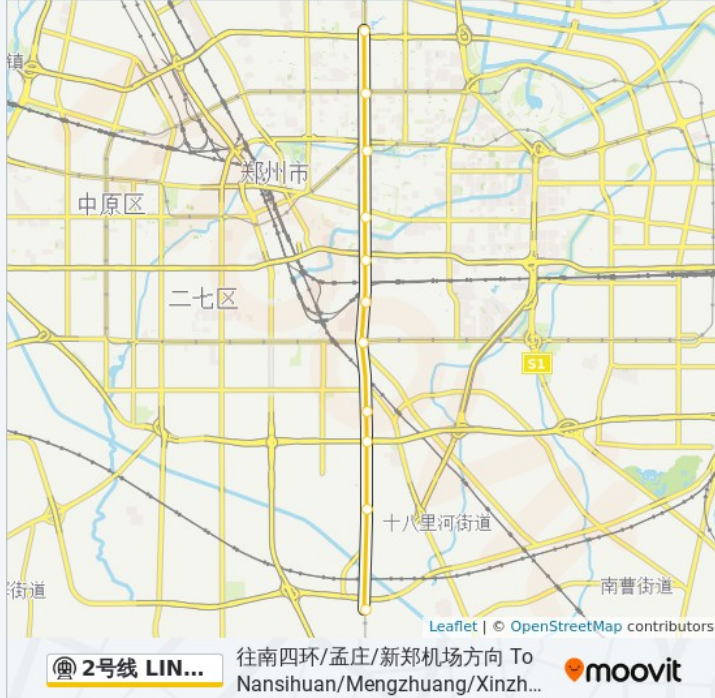 镇
郑州市
中原区
二七区
S1
十八里河街道
街道
南曹街道
Leaflet | © OpenStreetMap contributors
2号线 LIN...
往南四环/孟庄/新郑机场方向 To
Nansihuan/Mengzhuang/Xinzh...
moovit